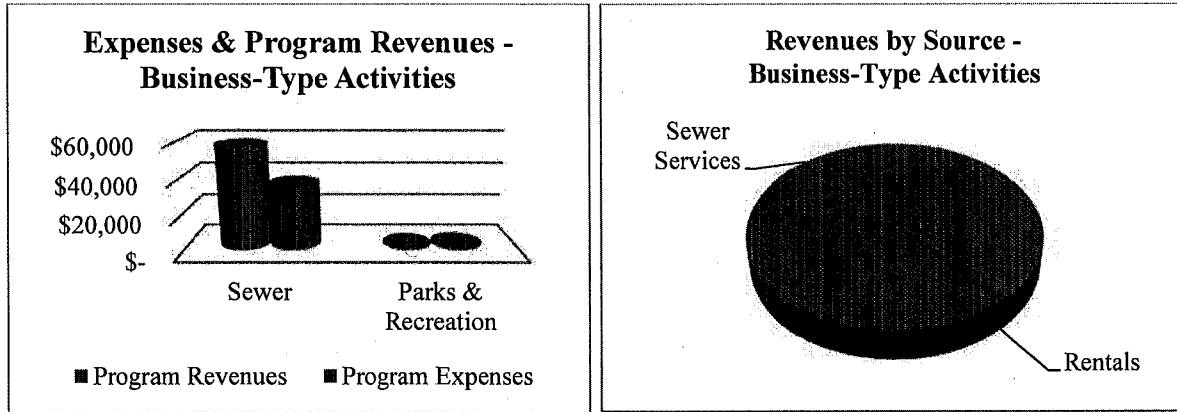 Expenses & Program Revenues -
Business-Type Activities
$60,000
$40,000
$20,000
$-
Sewer
Parks &
Recreation
■ Program Revenues ■ Program Expenses
Revenues by Source -
Business-Type Activities
Sewer
Services
Rentals